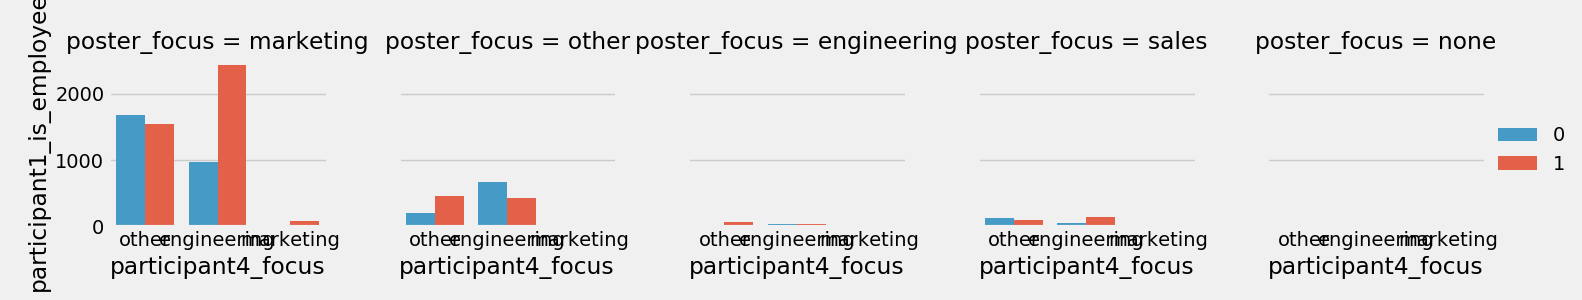 participant1_is_employee
poster_focus = marketing
poster_focus = other
poster_focus = engineering
poster_focus = sales
poster_focus = none
2000
1000
0
other engineering marketing
participant4_focus
other engineering marketing
participant4_focus
other engineering marketing
participant4_focus
other engineering marketing
participant4_focus
other engineering marketing
participant4_focus
0
1